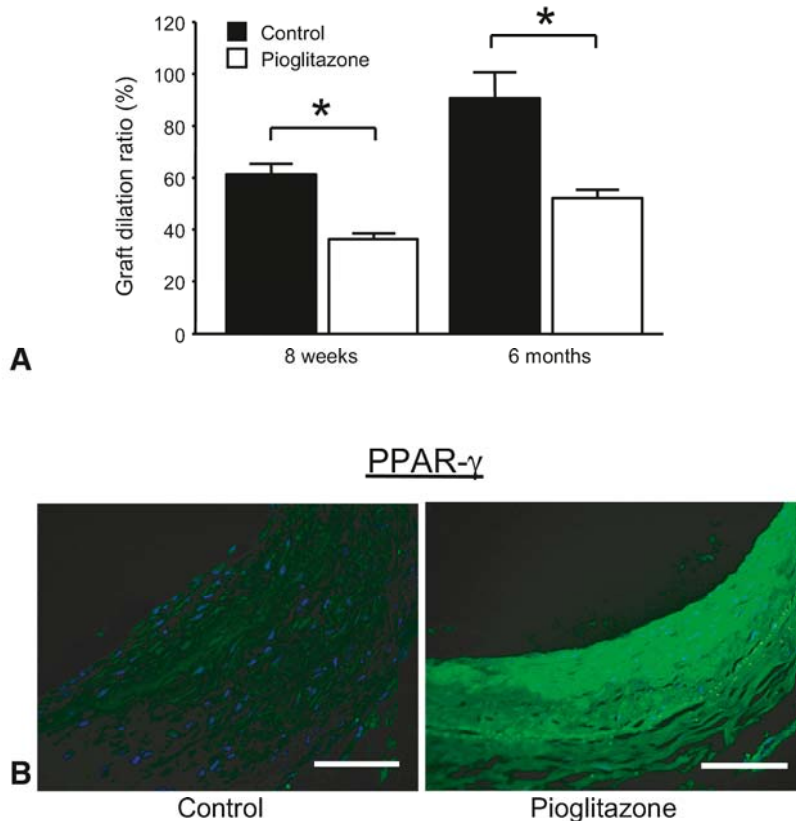 120
100
80
60
40
20
0
Graft dilation ratio (%)
Control
Pioglitazone
*
*
8 weeks
6 months
A
PPAR-γ
B
Control
Pioglitazone